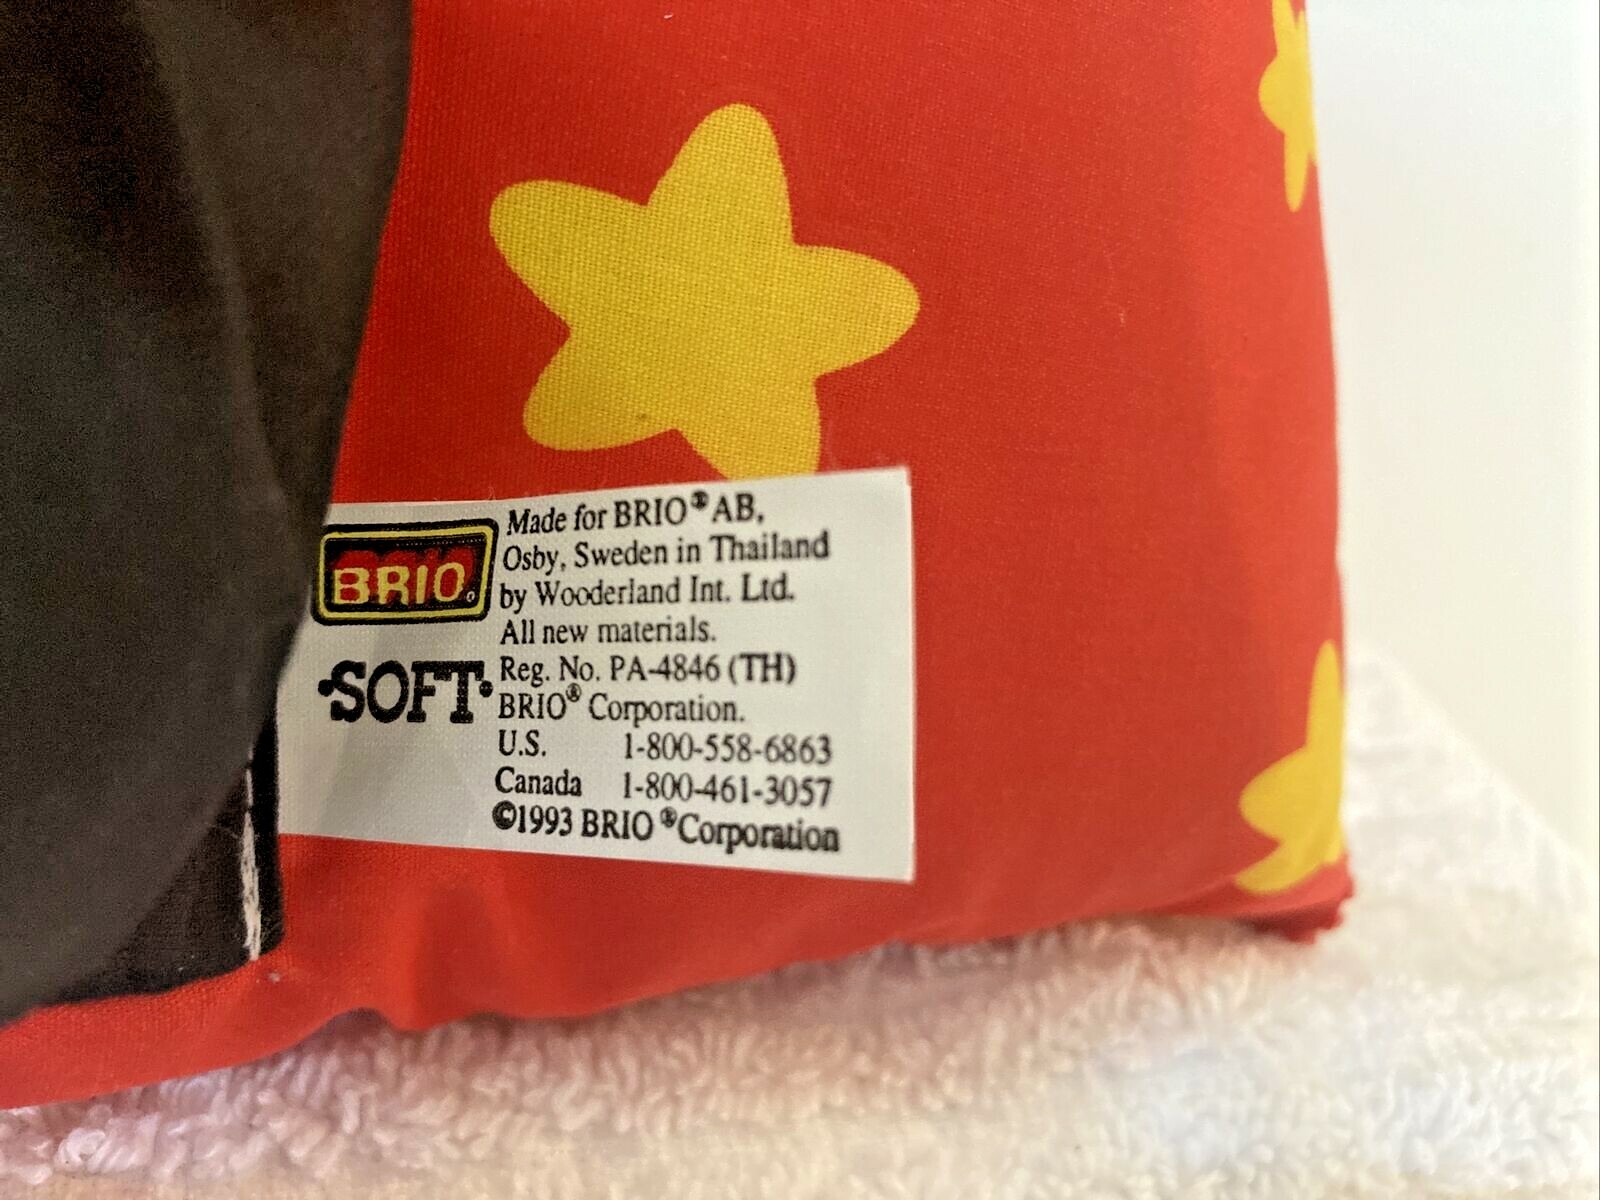 BRIO®
·SOFT·
Made for BRIO® AB,
Osby, Sweden in Thailand
by Wooderland Int. Ltd.
All new materials.
Reg. No. PA-4846 (TH)
BRIO® Corporation.
U.S. 1-800-558-6863
Canada 1-800-461-3057
©1993 BRIO® Corporation